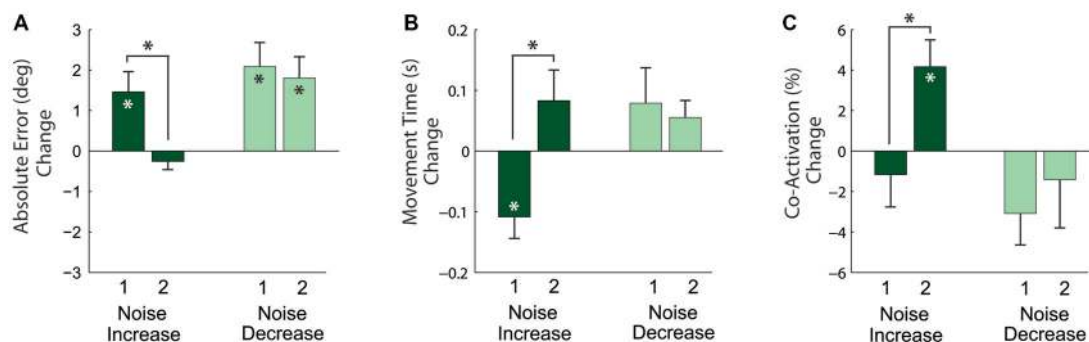 A
Absolute Error (deg)
Change
3
2
1
0
−1
−2
−3
*
*
*
*
1 2
Noise
Increase
1 2
Noise
Decrease
B
Movement Time (s)
Change
0.2
0.1
0
−0.1
−0.2
*
*
1 2
Noise
Increase
1 2
Noise
Decrease
C
Co-Activation (%)
Change
6
4
2
0
−2
−4
−6
*
*
1 2
Noise
Increase
1 2
Noise
Decrease